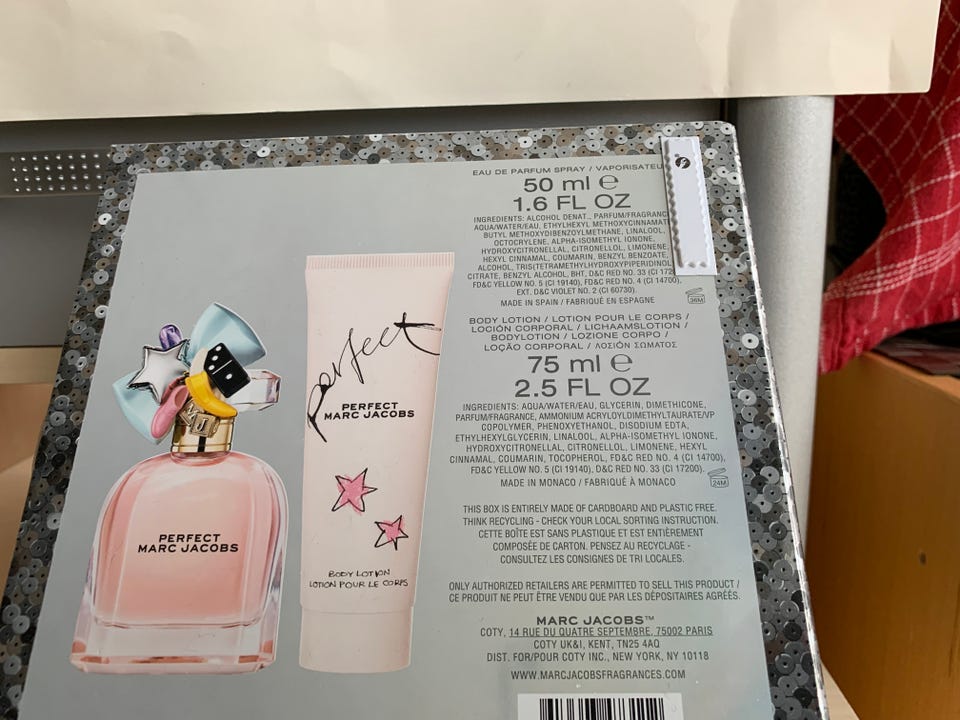 EAU DE PARFUM SPRAY / VAPORISATEU
50 ml ℮
1.6 FL OZ
INGREDIENTS: ALCOHOL DENAT., PARFUM/FRAGRANC
AQUA/WATER/EAU, ETHYLHEXYL METHOXYCINNAMAT
BUTYL METHOXYDIBENZOYLMETHANE, LINALOOL,
OCTOCRYLENE, ALPHA-ISOMETHYL IONONE,
HYDROXYCITRONELLAL, CITRONELLOL, LIMONENE,
HEXYL CINNAMAL, COUMARIN, BENZYL BENZOATE,
ALCOHOL, TRIS(TETRAMETHYLHYDROXYPIPERIDINOL
CITRATE, BENZYL ALCOHOL, BHT, D&C RED NO. 33 (CI 1720
FD&C YELLOW NO. 5 (CI 19140), FD&C RED NO. 4 (CI 14700),
EXT. D&C VIOLET NO. 2 (CI 60730).
MADE IN SPAIN / FABRIQUÉ EN ESPAGNE
36M
BODY LOTION / LOTION POUR LE CORPS /
LOCIÓN CORPORAL / LICHAAMSLOTION /
BODYLOTION / LOZIONE CORPO /
LOÇÃO CORPORAL / ΛΟΣΙΟΝ ΣΩΜΑΤΟΣ
75 ml ℮
2.5 FL OZ
INGREDIENTS: AQUA/WATER/EAU, GLYCERIN, DIMETHICONE,
PARFUM/FRAGRANCE, AMMONIUM ACRYLOYLDIMETHYLTAURATE/VP
COPOLYMER, PHENOXYETHANOL, DISODIUM EDTA,
ETHYLHEXYLGLYCERIN, LINALOOL, ALPHA-ISOMETHYL IONONE,
HYDROXYCITRONELLAL, CITRONELLOL, LIMONENE, HEXYL
CINNAMAL, COUMARIN, TOCOPHEROL, FD&C RED NO. 4 (CI 14700),
FD&C YELLOW NO. 5 (CI 19140), D&C RED NO. 33 (CI 17200).
MADE IN MONACO / FABRIQUÉ À MONACO
24M
THIS BOX IS ENTIRELY MADE OF CARDBOARD AND PLASTIC FREE.
THINK RECYCLING - CHECK YOUR LOCAL SORTING INSTRUCTION.
CETTE BOÎTE EST SANS PLASTIQUE ET EST ENTIÈREMENT
COMPOSÉE DE CARTON. PENSEZ AU RECYCLAGE -
CONSULTEZ LES CONSIGNES DE TRI LOCALES.
ONLY AUTHORIZED RETAILERS ARE PERMITTED TO SELL THIS PRODUCT /
CE PRODUIT NE PEUT ÊTRE VENDU QUE PAR LES DÉPOSITAIRES AGRÉÉS.
MARC JACOBS™
COTY, 14 RUE DU QUATRE SEPTEMBRE, 75002 PARIS
COTY UK&I, KENT, TN25 4AQ
DIST. FOR/POUR COTY INC., NEW YORK, NY 10118
WWW.MARCJACOBSFRAGRANCES.COM
perfect
PERFECT
MARC JACOBS
BODY LOTION
LOTION POUR LE CORPS
MJ
PERFECT
MARC JACOBS